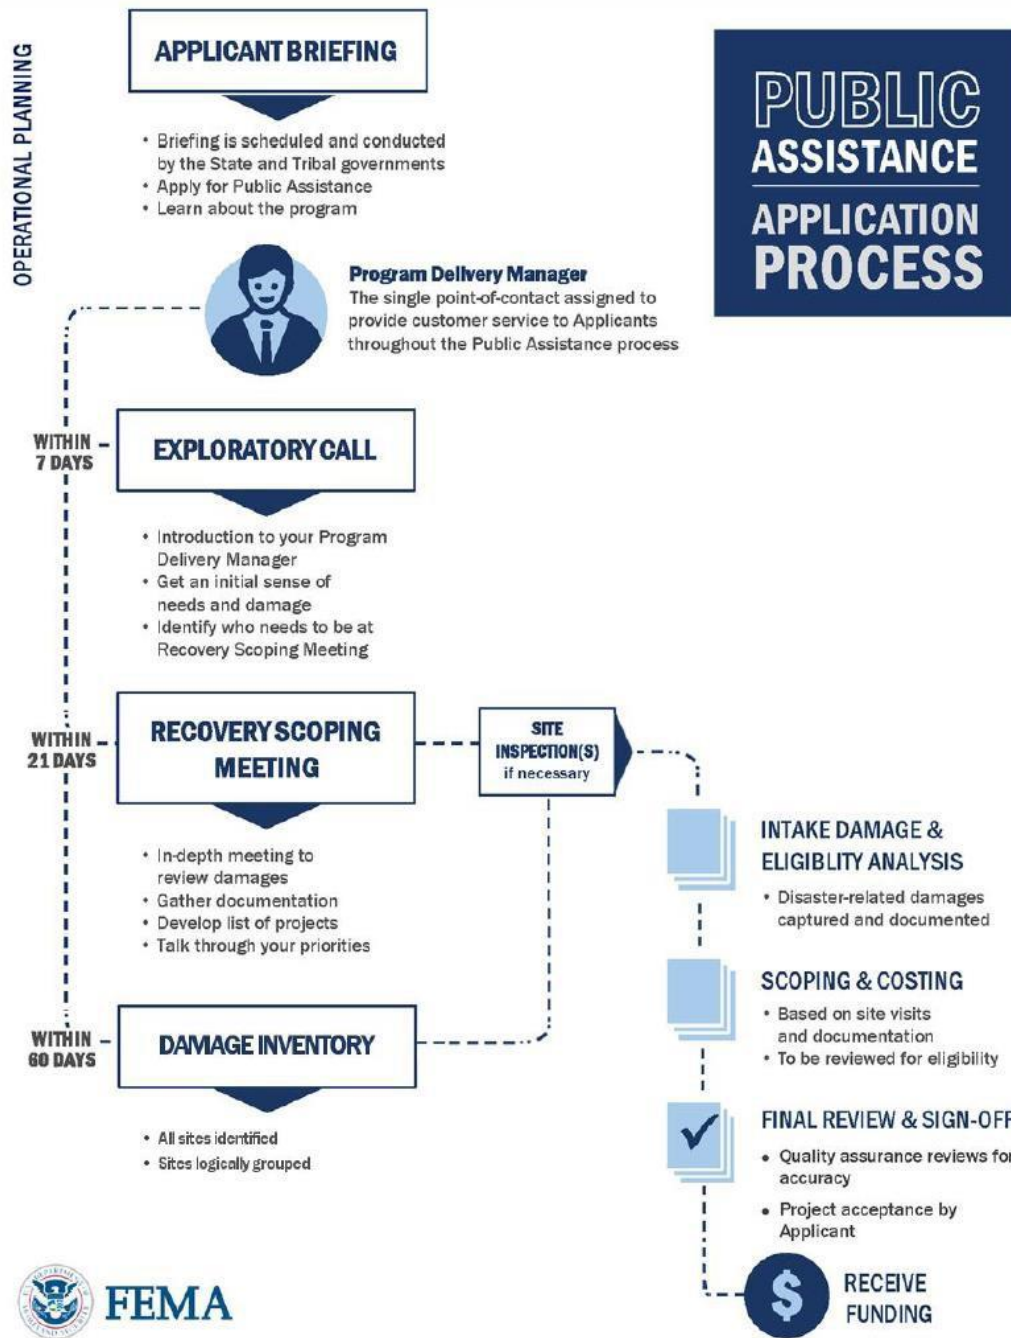 OPERATIONAL PLANNING
APPLICANT BRIEFING
• Briefing is scheduled and conducted
by the State and Tribal governments
• Apply for Public Assistance
• Learn about the program
PUBLIC
ASSISTANCE
APPLICATION
PROCESS
Program Delivery Manager
The single point-of-contact assigned to
provide customer service to Applicants
throughout the Public Assistance process
WITHIN
7 DAYS
EXPLORATORY CALL
• Introduction to your Program
Delivery Manager
• Get an initial sense of
needs and damage
• Identify who needs to be at
Recovery Scoping Meeting
WITHIN
21 DAYS
RECOVERY SCOPING
MEETING
• In-depth meeting to
review damages
• Gather documentation
• Develop list of projects
• Talk through your priorities
SITE
INSPECTION(S)
if necessary
WITHIN
60 DAYS
DAMAGE INVENTORY
• All sites identified
• Sites logically grouped
INTAKE DAMAGE &
ELIGIBLITY ANALYSIS
• Disaster-related damages
captured and documented
SCOPING & COSTING
• Based on site visits
and documentation
• To be reviewed for eligibility
FINAL REVIEW & SIGN-OFF
• Quality assurance reviews for
accuracy
• Project acceptance by
Applicant
$
RECEIVE
FUNDING
FEMA